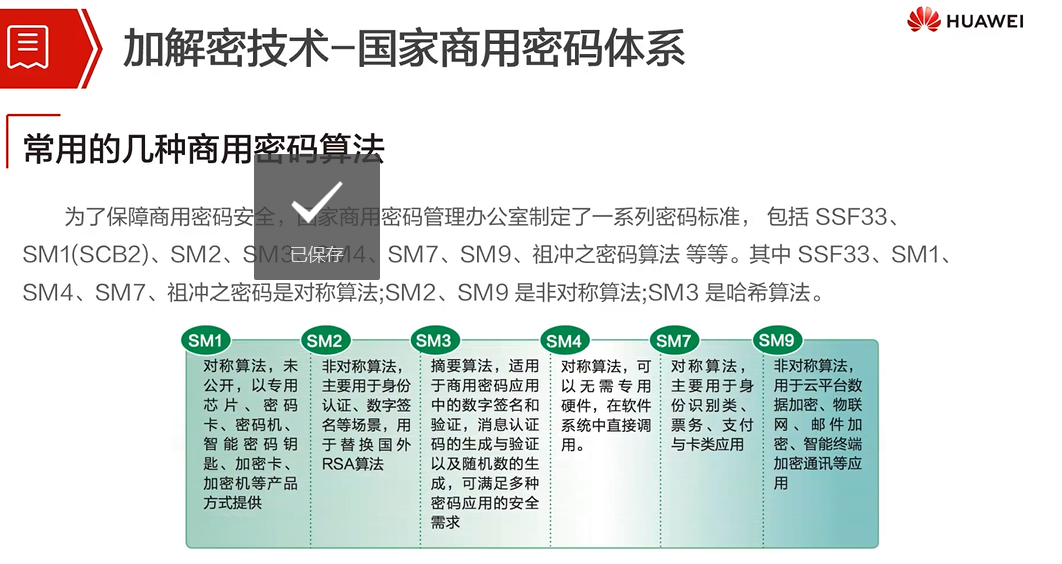 加解密技术-国家商用密码体系
HUAWEI
常用的几种商用密码算法
为了保障商用密码安全，国家商用密码管理办公室制定了一系列密码标准， 包括 SSF33、
SM1(SCB2)、SM2、SM3、SM4、SM7、SM9、祖冲之密码算法 等等。其中 SSF33、SM1、
已保存
SM4、SM7、祖冲之密码是对称算法;SM2、SM9 是非对称算法;SM3 是哈希算法。
SM1
对称算法，未
公开，以专用
芯片、密码
卡、密码机、
智能密码钥
匙、加密卡、
加密机等产品
方式提供
SM2
非对称算法，
主要用于身份
认证、数字签
名等场景，用
于替换国外
RSA算法
SM3
摘要算法，适用
于商用密码应用
中的数字签名和
验证，消息认证
码的生成与验证
以及随机数的生
成，可满足多种
密码应用的安全
需求
SM4
对称算法，可
以无需专用
硬件，在软件
系统中直接调
用。
SM7
对称算法，
主要用于身
份识别类、
票务、支付
与卡类应用
SM9
非对称算法，
用于云平台数
据加密、物联
网、邮件加
密、智能终端
加密通讯等应
用